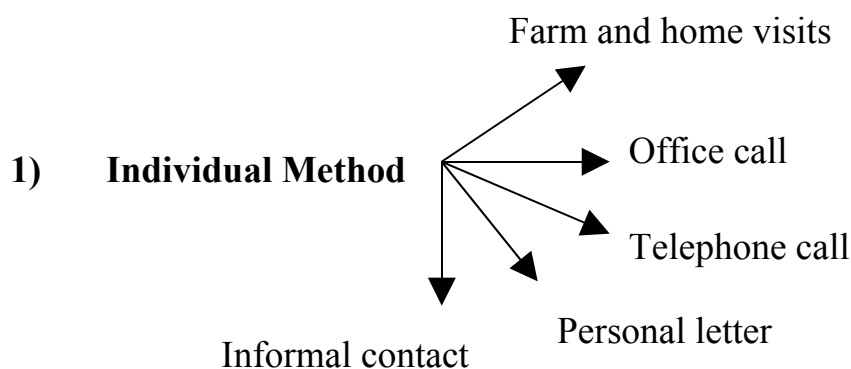 Farm and home visits
1) Individual Method
Office call
Telephone call
Personal letter
Informal contact